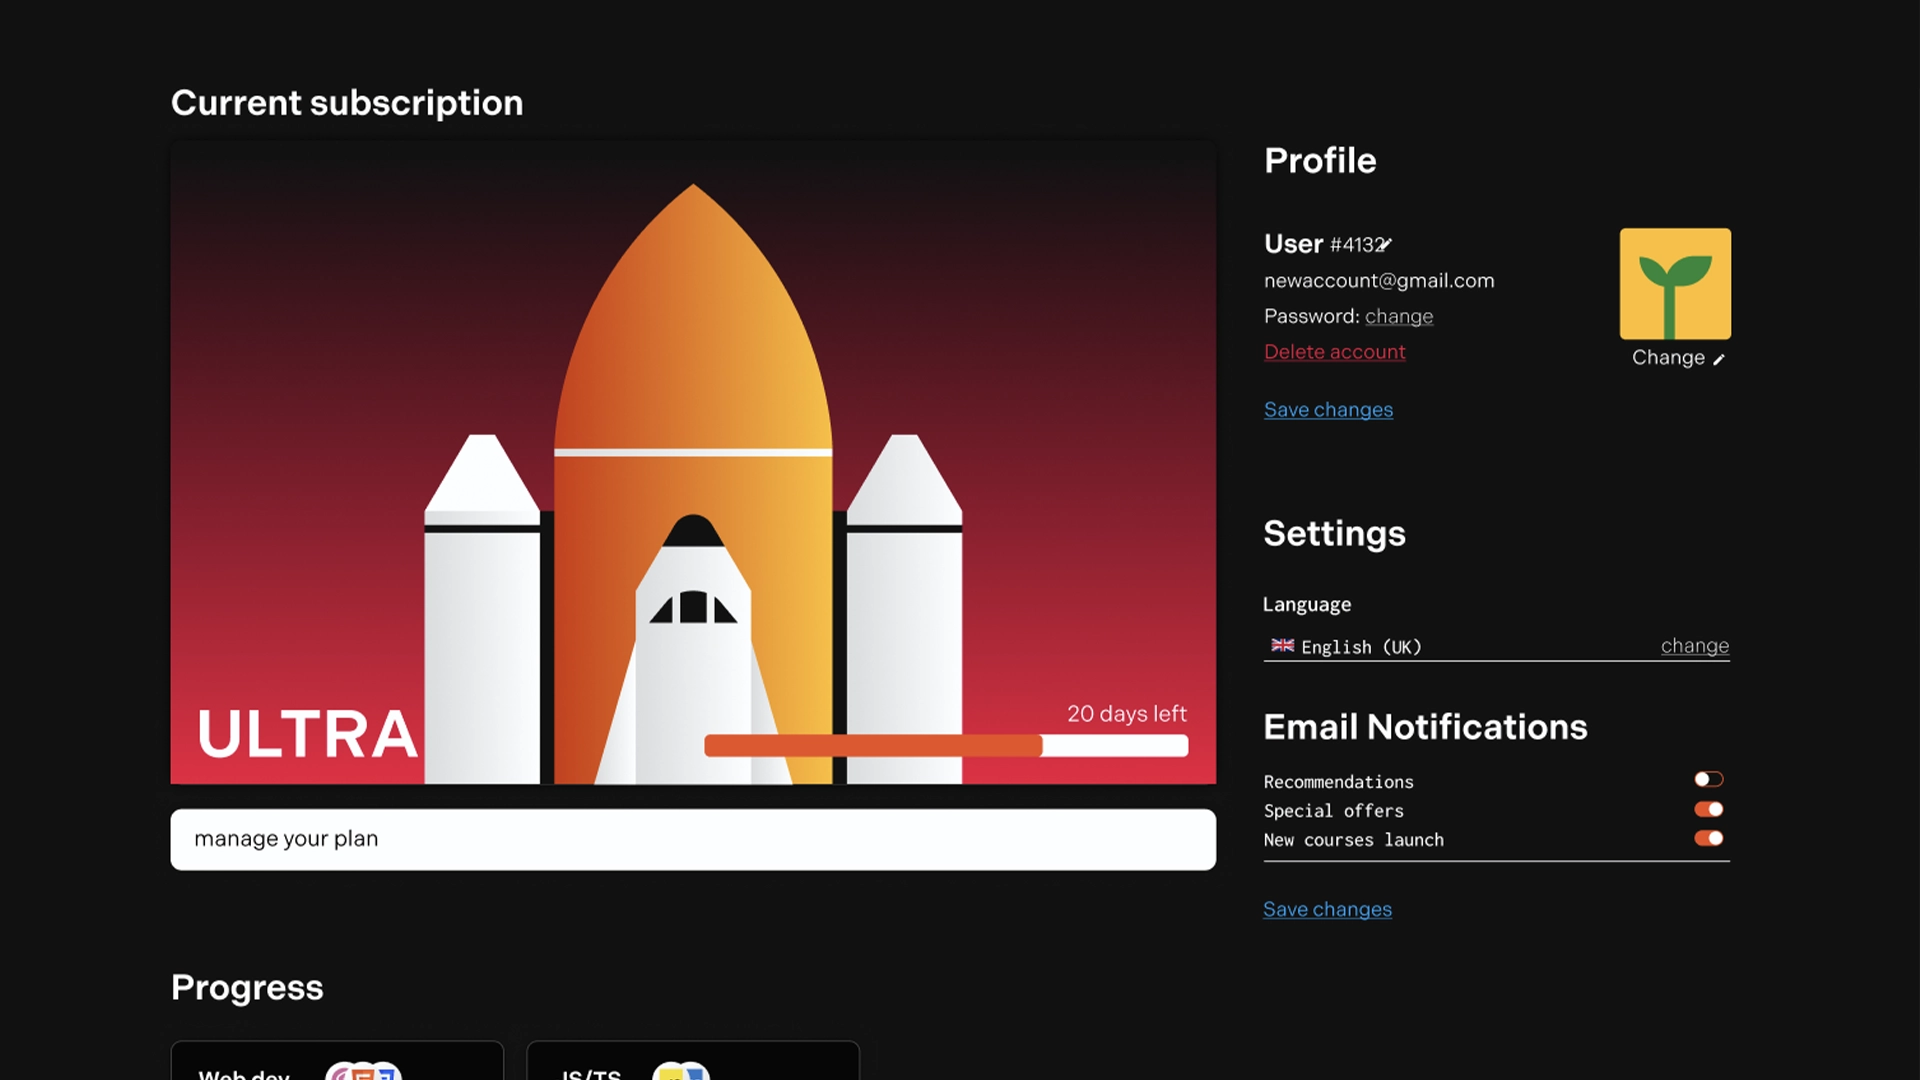 Current subscription
ULTRA
20 days left
manage your plan
Profile
User #4132
newaccount@gmail.com
Password: change
Delete account
Change
Save changes
Settings
Language
English (UK)
change
Email Notifications
Recommendations
Special offers
New courses launch
Save changes
Progress
Web dev
JS/TS